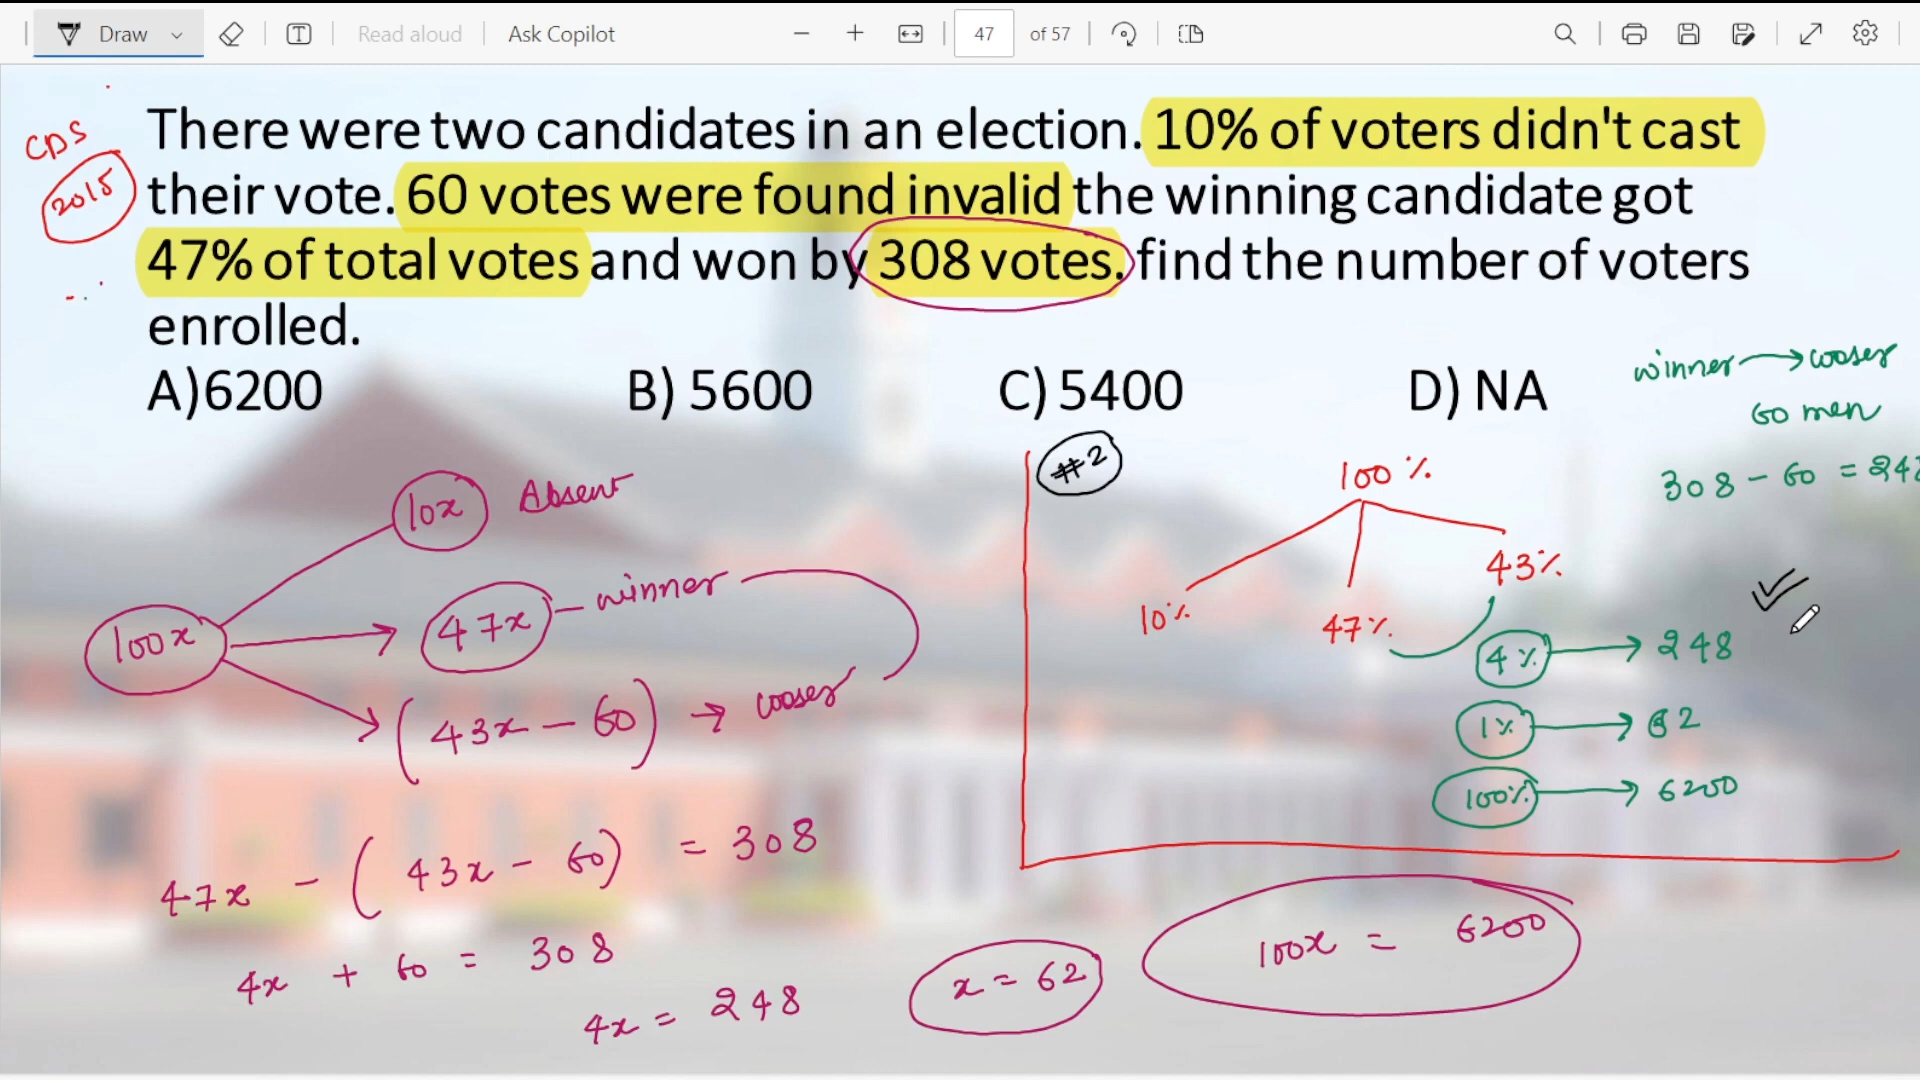 Draw
Read aloud
Ask Copilot
47 of 57
CDS
2015
There were two candidates in an election. 10% of voters didn't cast
their vote. 60 votes were found invalid the winning candidate got
47% of total votes and won by 308 votes. find the number of voters
enrolled.
A)6200 B) 5600 C) 5400 D) NA
winner → looser
60 men
308 - 60 = 248
100x
10x Absent
47x - winner
(43x - 60) → looser
47x - (43x - 60) = 308
4x + 60 = 308
4x = 248
x = 62
100x = 6200
#2
100%
10%
47%
43%
4% → 248
1% → 62
100% → 6200